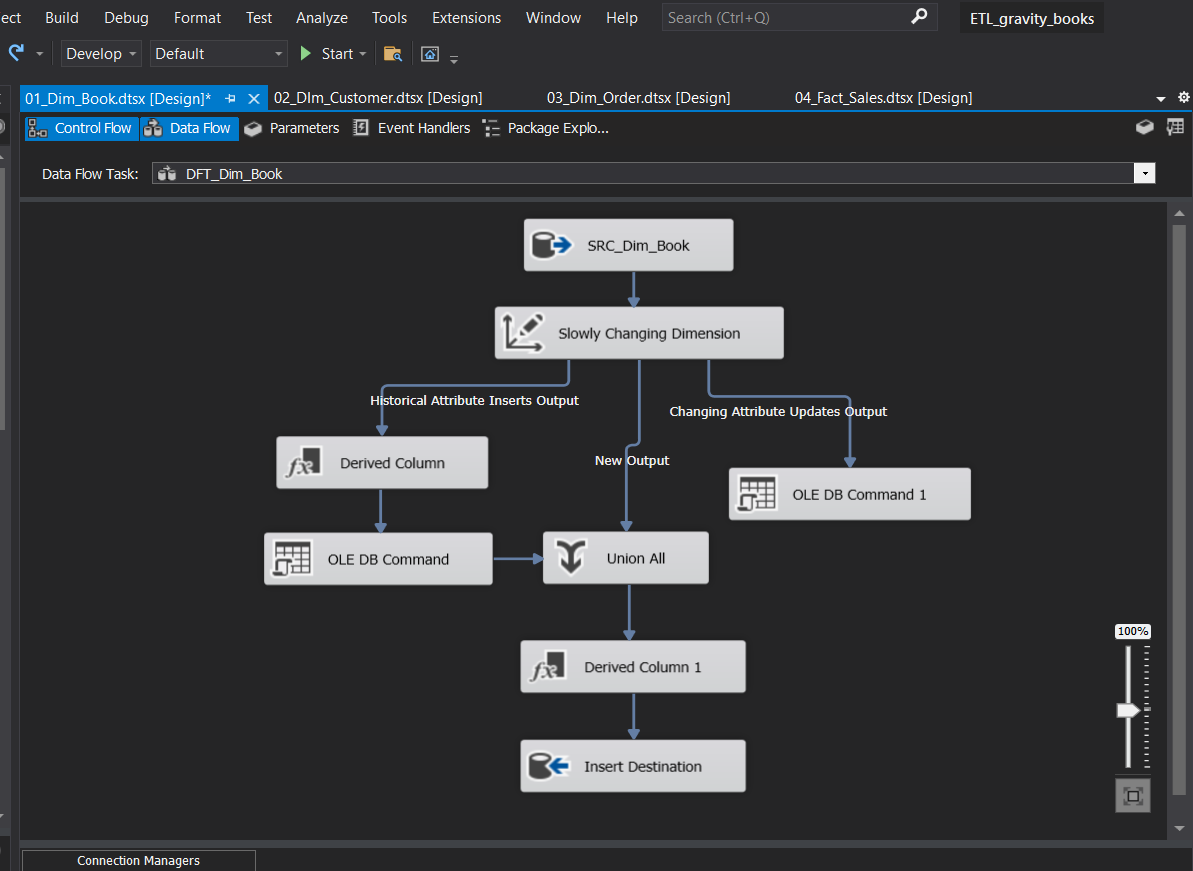 ect Build Debug Format Test Analyze Tools Extensions Window Help Search (Ctrl+Q) ETL_gravity_books
Develop Default Start
01_Dim_Book.dtsx [Design]* 02_DIm_Customer.dtsx [Design] 03_Dim_Order.dtsx [Design] 04_Fact_Sales.dtsx [Design]
Control Flow Data Flow Parameters Event Handlers Package Explo...
Data Flow Task: DFT_Dim_Book
SRC_Dim_Book
Slowly Changing Dimension
Historical Attribute Inserts Output
Changing Attribute Updates Output
New Output
Derived Column
OLE DB Command 1
OLE DB Command
Union All
100%
Derived Column 1
Insert Destination
Connection Managers